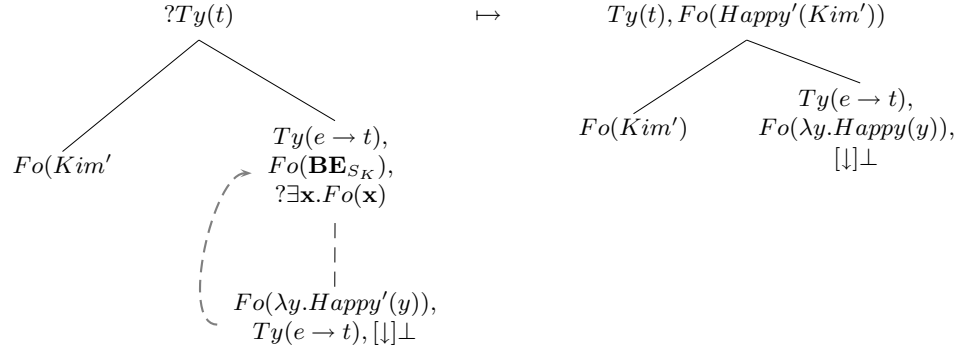 ?Ty(t) ↦ Ty(t), Fo(Happy′(Kim′))
Fo(Kim′
Ty(e → t),
Fo(BE_{S_K}),
?∃x.Fo(x)
Fo(λy.Happy′(y)),
Ty(e → t), [↓]⊥
Fo(Kim′)
Ty(e → t),
Fo(λy.Happy(y)),
[↓]⊥